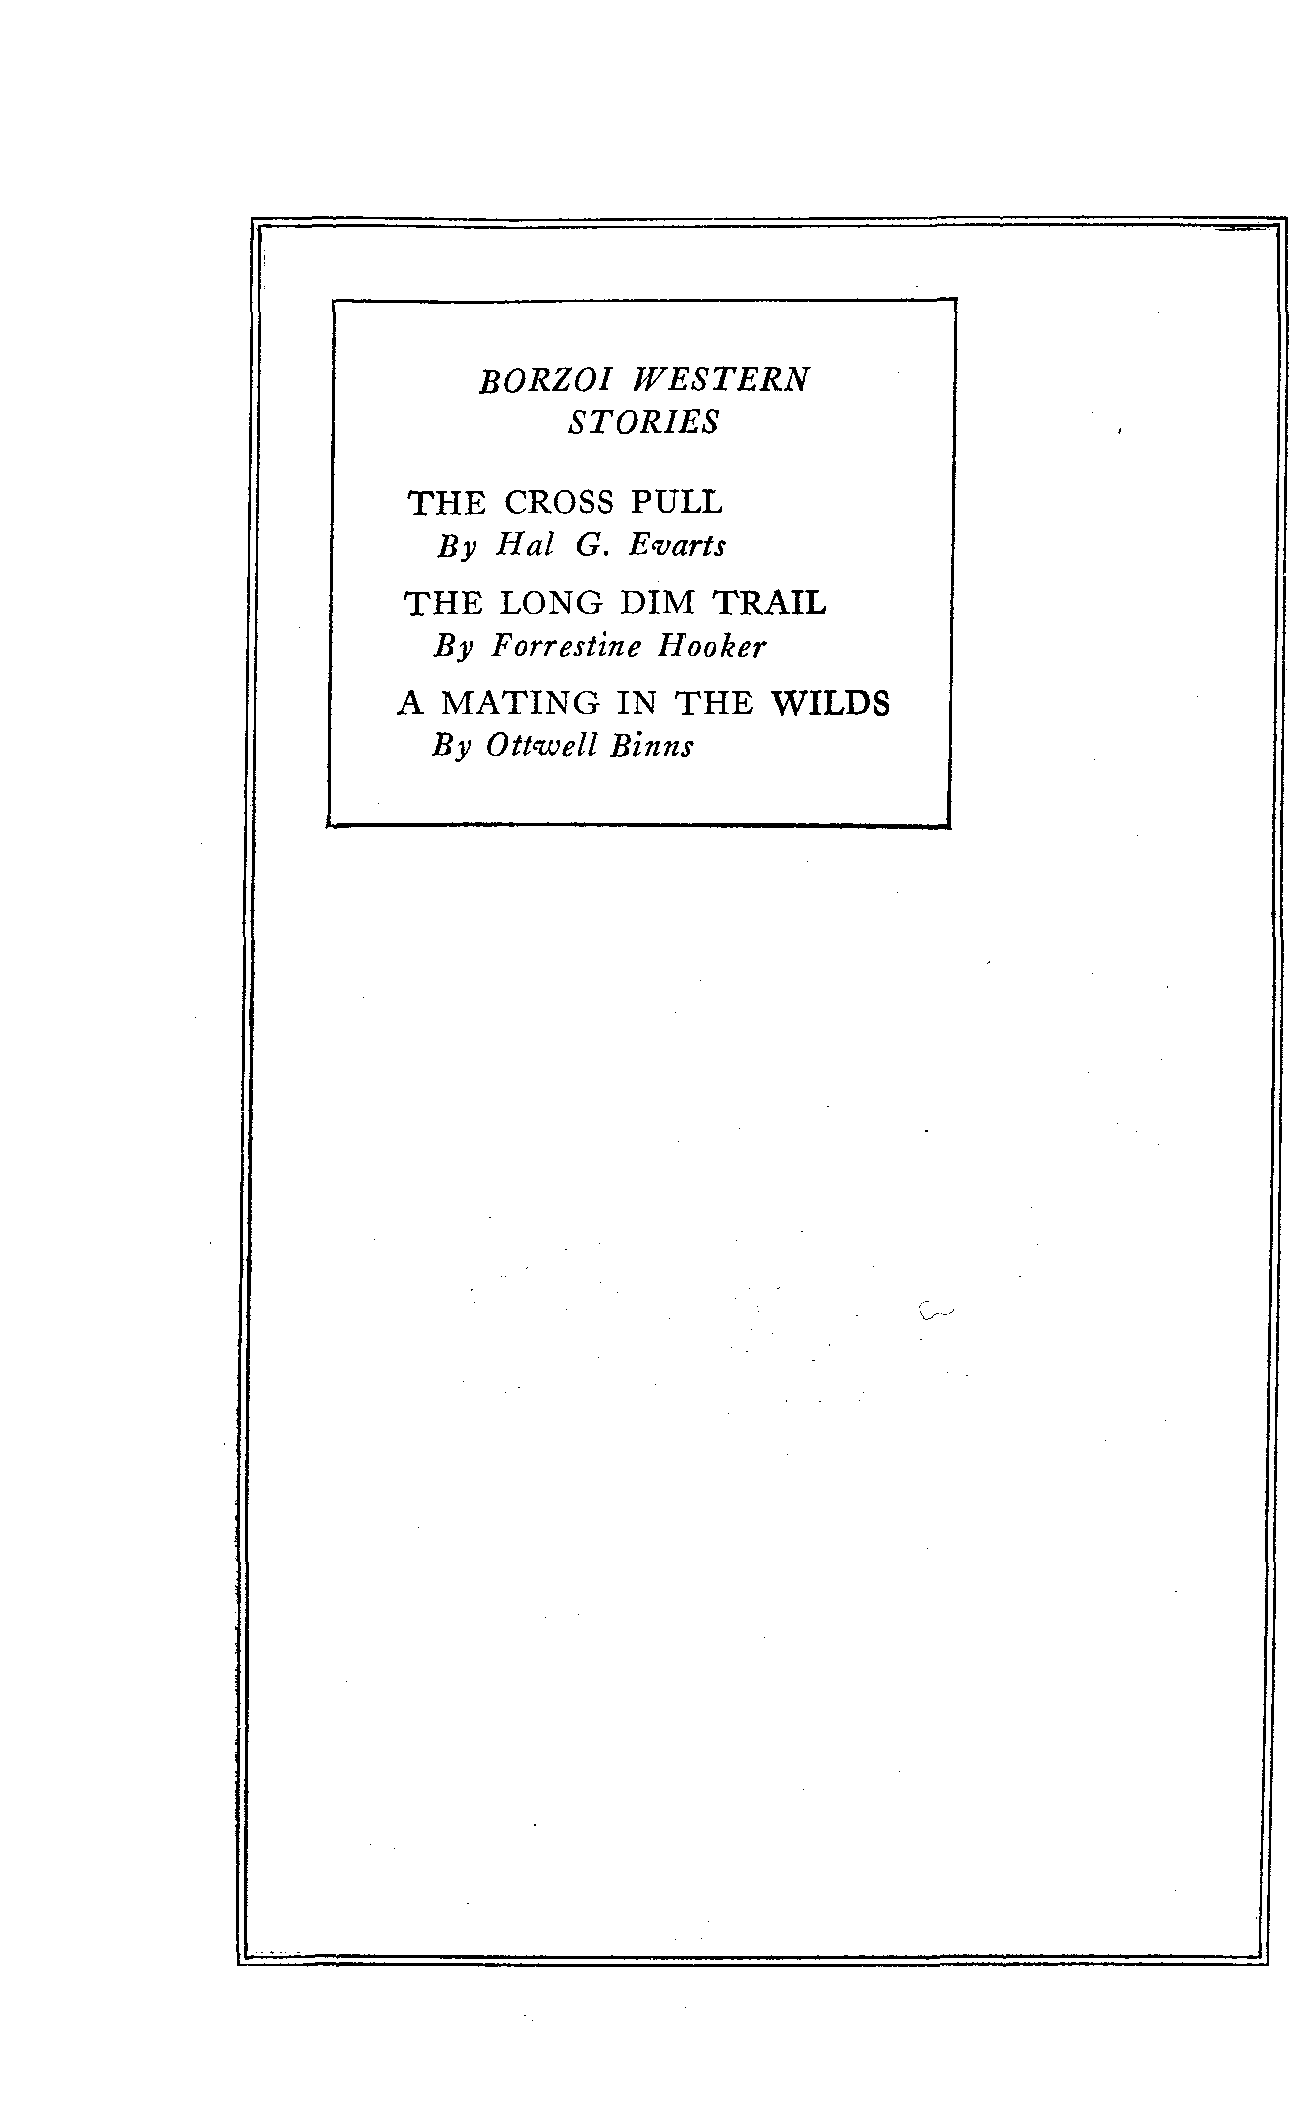 BORZOI WESTERN
STORIES
THE CROSS PULL
By Hal G. Evarts
THE LONG DIM TRAIL
By Forrestine Hooker
A MATING IN THE WILDS
By Ottwell Binns